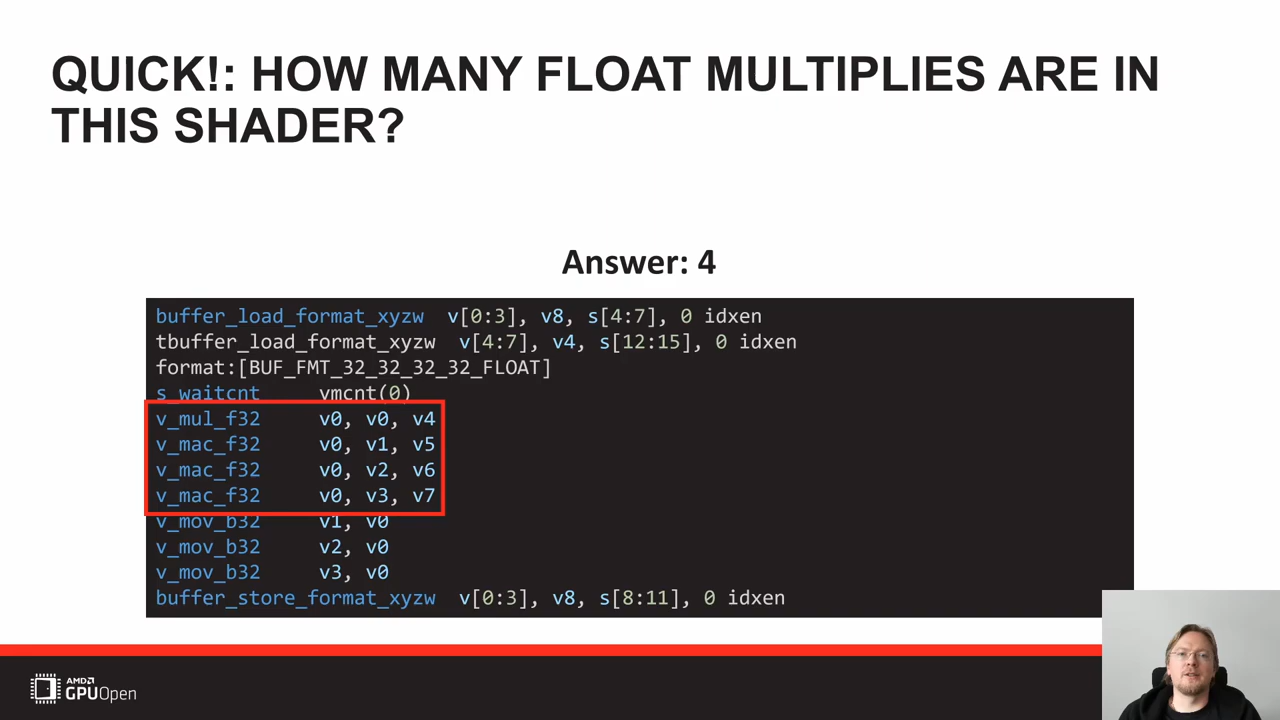 QUICK!: HOW MANY FLOAT MULTIPLIES ARE IN
THIS SHADER?
Answer: 4
buffer_load_format_xyzw v[0:3], v8, s[4:7], 0 idxen
tbuffer_load_format_xyzw v[4:7], v4, s[12:15], 0 idxen
format:[BUF_FMT_32_32_32_32_FLOAT]
s_waitcnt vmcnt(0)
v_mul_f32 v0, v0, v4
v_mac_f32 v0, v1, v5
v_mac_f32 v0, v2, v6
v_mac_f32 v0, v3, v7
v_mov_b32 v1, v0
v_mov_b32 v2, v0
v_mov_b32 v3, v0
buffer_store_format_xyzw v[0:3], v8, s[8:11], 0 idxen
AMD
GPUOpen